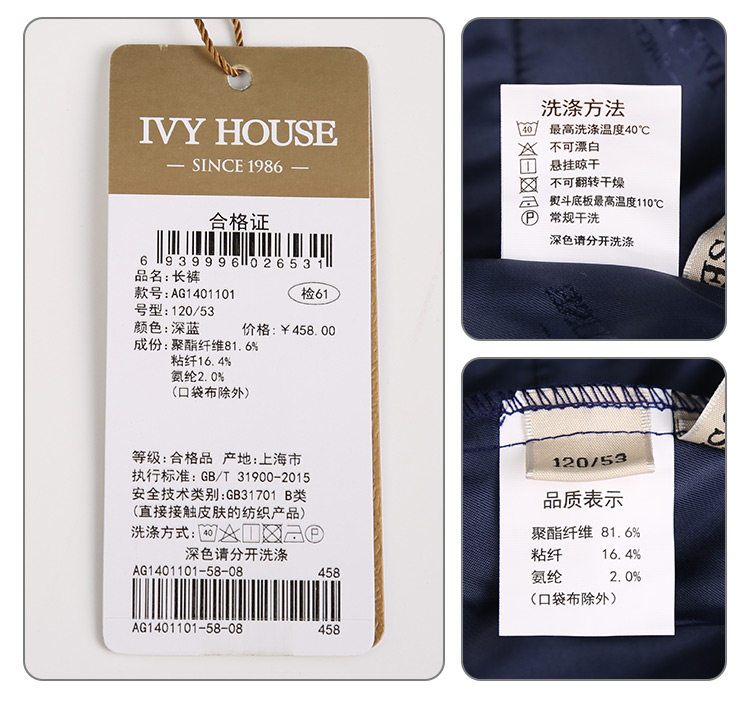 IVY HOUSE
— SINCE 1986 —
合格证
6 939996 026531
品名:长裤
款号:AG1401101
检61
号型:120/53
颜色:深蓝 价格:￥458.00
成份:聚酯纤维81.6%
粘纤16.4%
氨纶2.0%
(口袋布除外)
等级:合格品 产地:上海市
执行标准:GB/T 31900-2015
安全技术类别:GB31701 B类
(直接接触皮肤的纺织产品)
洗涤方式: 40 P
深色请分开洗涤
AG1401101-58-08 458
AG1401101-58-08 458
洗涤方法
40 最高洗涤温度40℃
不可漂白
悬挂晾干
不可翻转干燥
熨斗底板最高温度110℃
P 常规干洗
深色请分开洗涤
120/53
品质表示
聚酯纤维 81.6%
粘纤 16.4%
氨纶 2.0%
(口袋布除外)